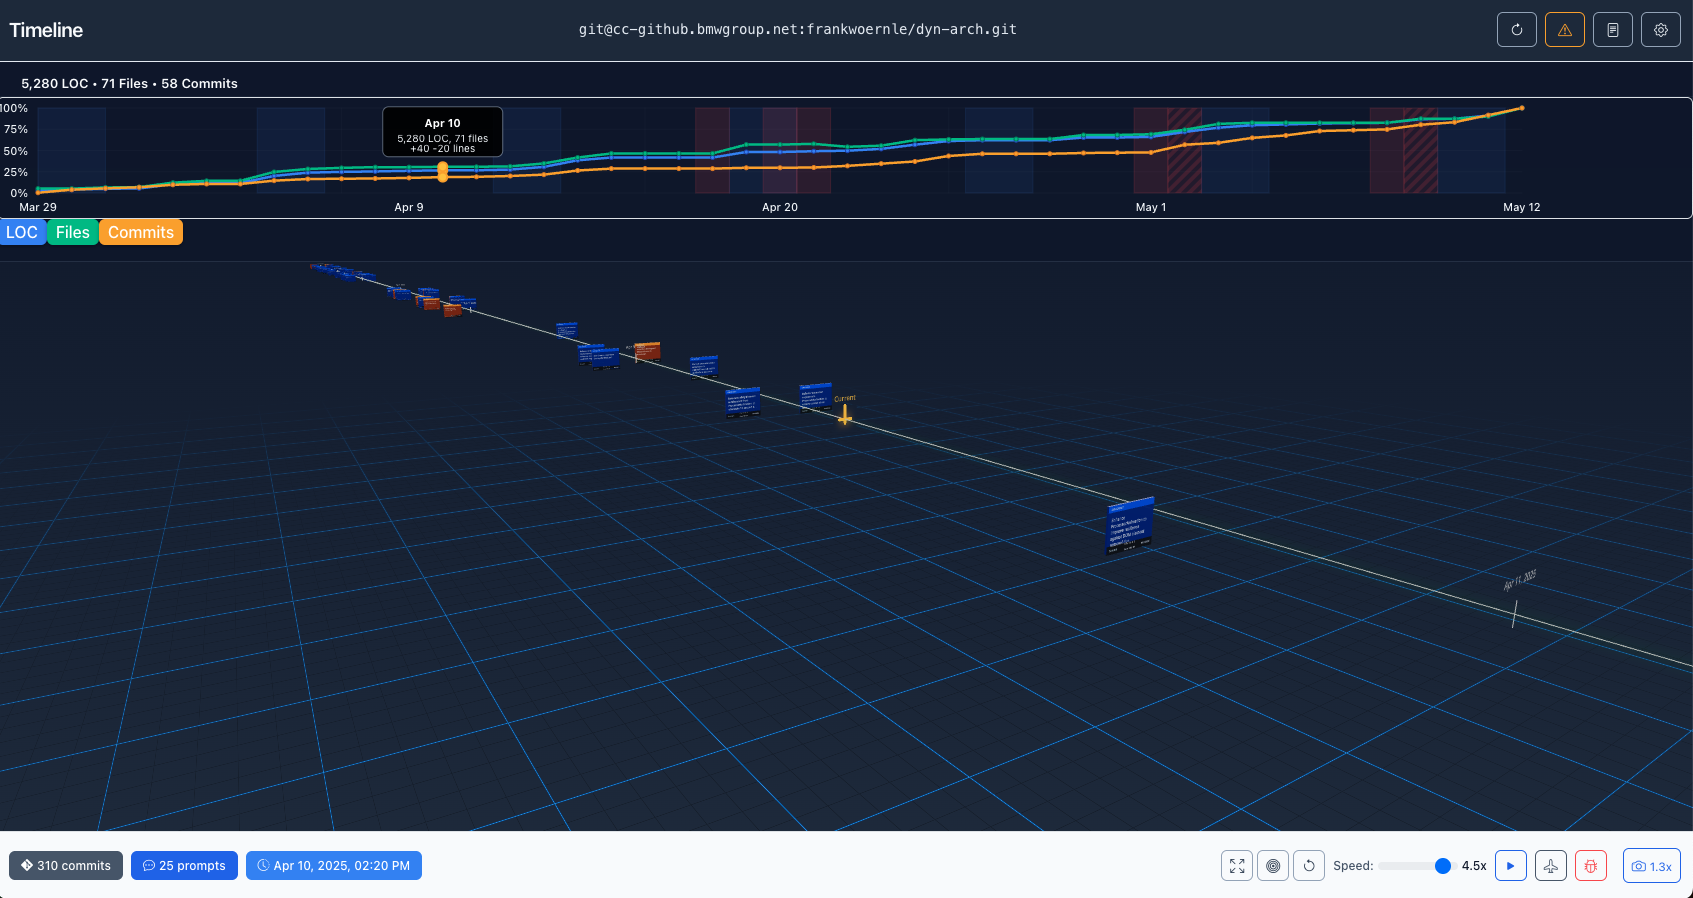 Timeline
git@cc-github.bmwgroup.net:frankwoernle/dyn-arch.git
5,280 LOC • 71 Files • 58 Commits
100%
75%
50%
25%
0%
Apr 10
5,280 LOC, 71 files
+40 -20 lines
Mar 29
Apr 9
Apr 20
May 1
May 12
LOC
Files
Commits
Current
Apr 17, 2025
310 commits
25 prompts
Apr 10, 2025, 02:20 PM
Speed:
4.5x
1.3x